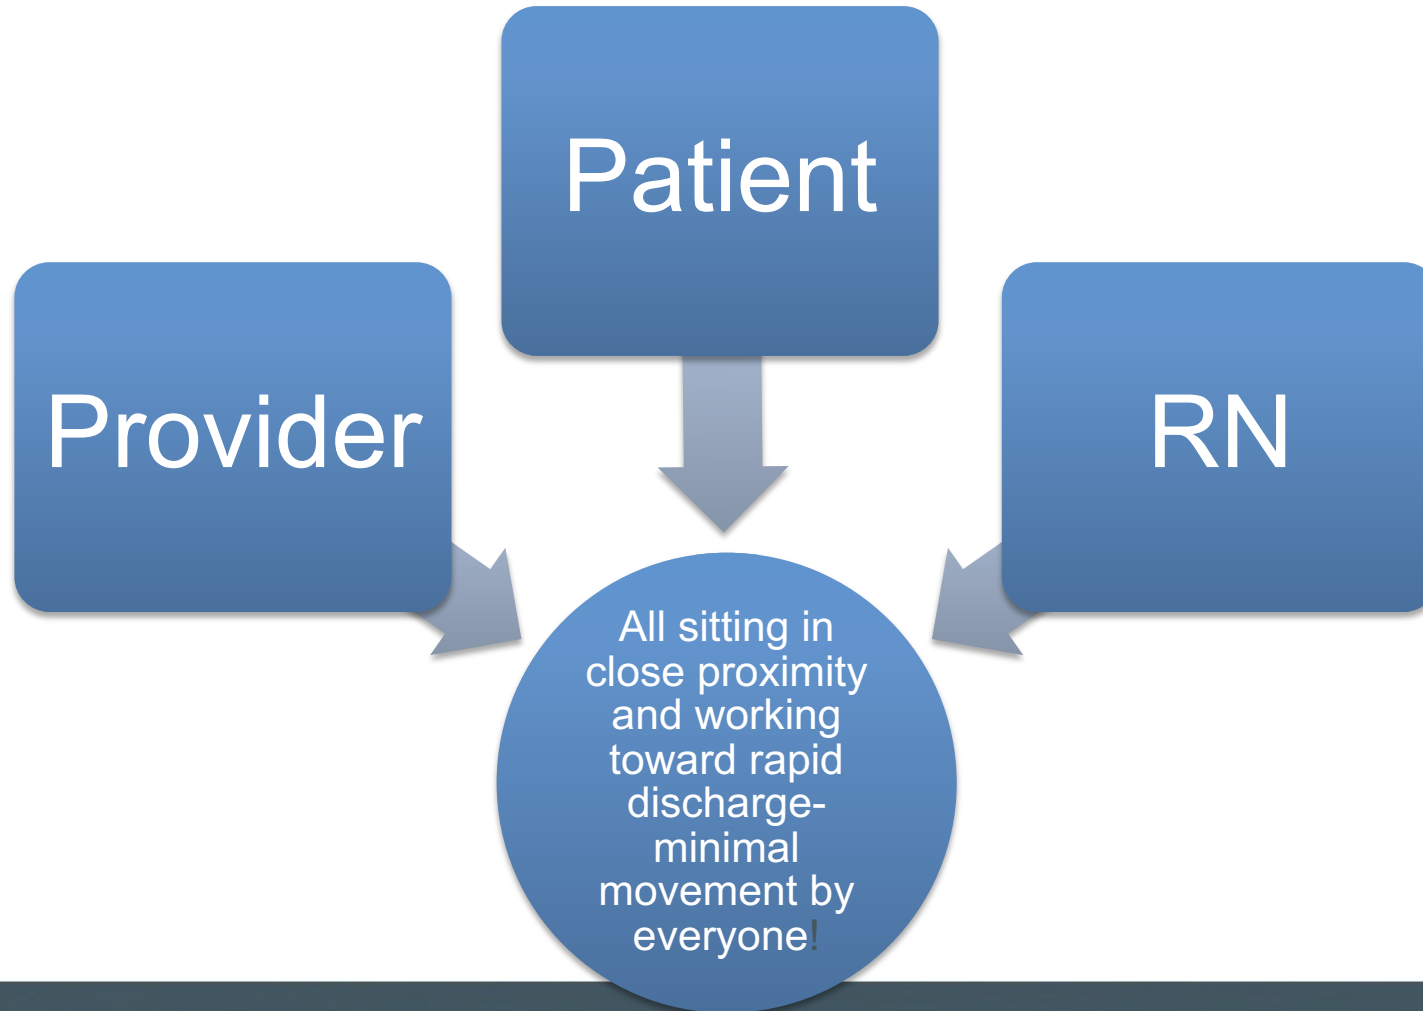 Patient
Provider
RN
All sitting in
close proximity
and working
toward rapid
discharge-
minimal
movement by
everyone!